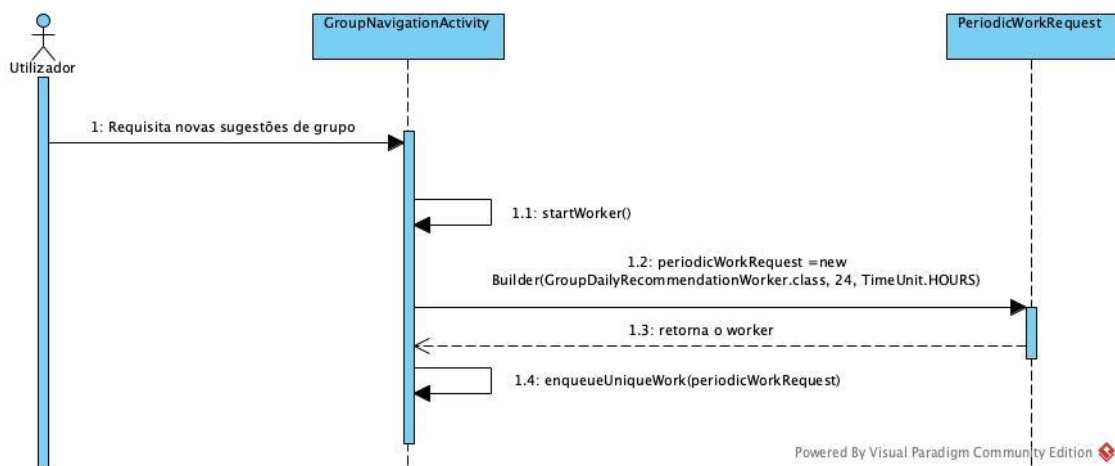 GroupNavigationActivity
PeriodicWorkRequest
Utilizador
1: Requisita novas sugestões de grupo
1.1: startWorker()
1.2: periodicWorkRequest =new
Builder(GroupDailyRecommendationWorker.class, 24, TimeUnit.HOURS)
1.3: retorna o worker
1.4: enqueueUniqueWork(periodicWorkRequest)
Powered By Visual Paradigm Community Edition